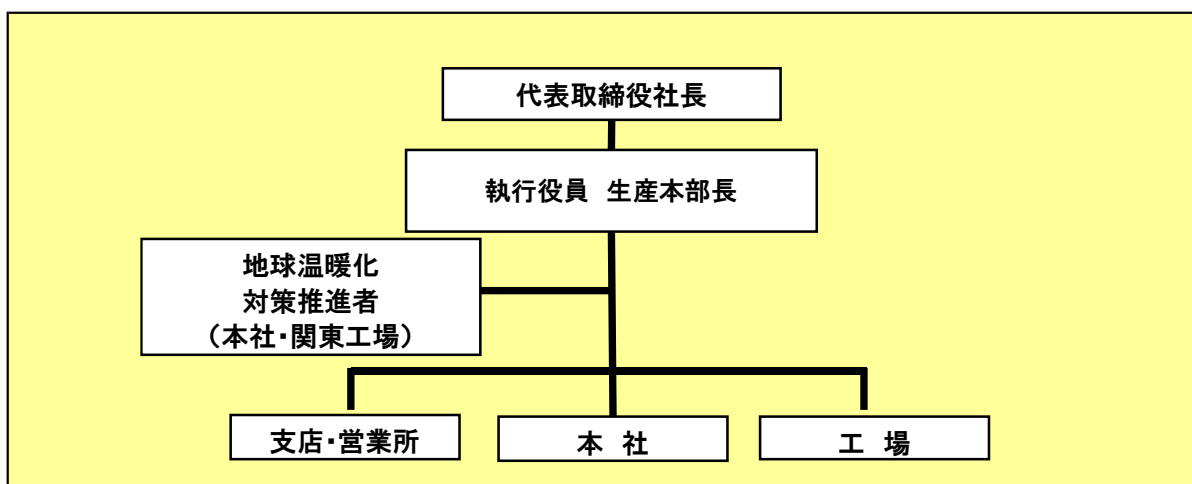 代表取締役社長
執行役員 生産本部長
地球温暖化
対策推進者
（本社・関東工場）
支店・営業所
本 社
工 場